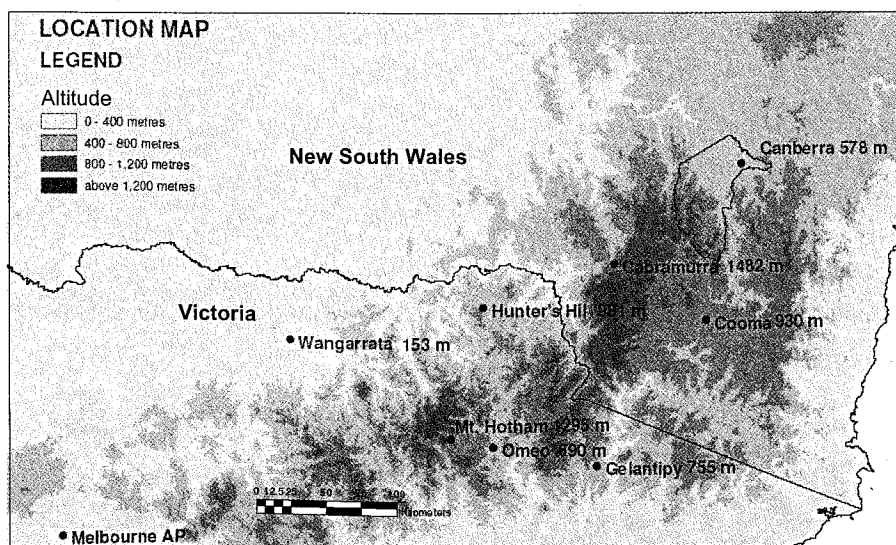 LOCATION MAP
LEGEND
Altitude
0 - 400 metres
400 - 800 metres
800 - 1,200 metres
above 1,200 metres
New South Wales
Canberra 578 m
Cabramurra 1482 m
Victoria
Hunter's Hill m
Cooma 930 m
Wangarrata 153 m
Mt. Hotham m
Omeo m
Gelantipy 755 m
Kilometers
Melbourne AP